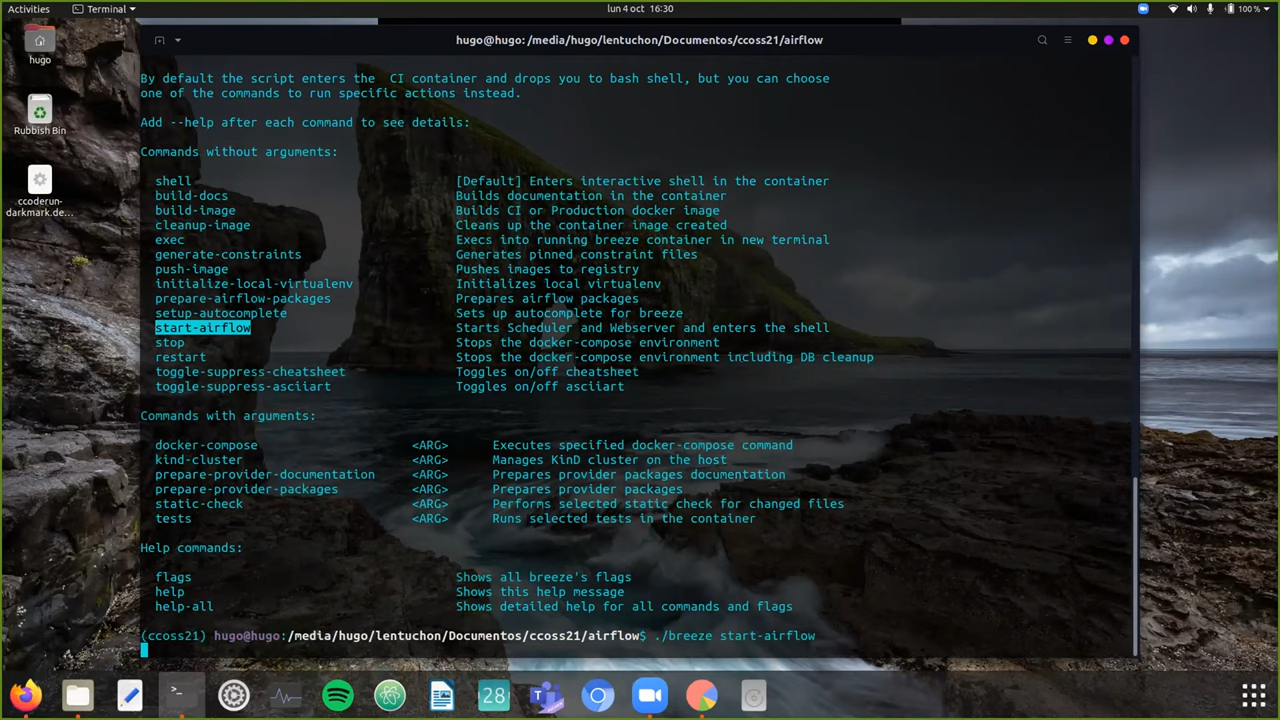 Activities
Terminal
lun 4 oct 16:30
100 %
hugo
Rubbish Bin
ccoderun-
darkmark.de...
hugo@hugo: /media/hugo/lentuchon/Documentos/ccoss21/airflow
By default the script enters the  CI container and drops you to bash shell, but you can choose
one of the commands to run specific actions instead.
Add --help after each command to see details:
Commands without arguments:
shell [Default] Enters interactive shell in the container
build-docs Builds documentation in the container
build-image Builds CI or Production docker image
cleanup-image Cleans up the container image created
exec Execs into running breeze container in new terminal
generate-constraints Generates pinned constraint files
push-image Pushes images to registry
initialize-local-virtualenv Initializes local virtualenv
prepare-airflow-packages Prepares airflow packages
setup-autocomplete Sets up autocomplete for breeze
start-airflow Starts Scheduler and Webserver and enters the shell
stop Stops the docker-compose environment
restart Stops the docker-compose environment including DB cleanup
toggle-suppress-cheatsheet Toggles on/off cheatsheet
toggle-suppress-asciiart Toggles on/off asciiart
Commands with arguments:
docker-compose <ARG> Executes specified docker-compose command
kind-cluster <ARG> Manages KinD cluster on the host
prepare-provider-documentation <ARG> Prepares provider packages documentation
prepare-provider-packages <ARG> Prepares provider packages
static-check <ARG> Performs selected static check for changed files
tests <ARG> Runs selected tests in the container
Help commands:
flags Shows all breeze's flags
help Shows this help message
help-all Shows detailed help for all commands and flags
(ccoss21) hugo@hugo:/media/hugo/lentuchon/Documentos/ccoss21/airflow$ ./breeze start-airflow
28